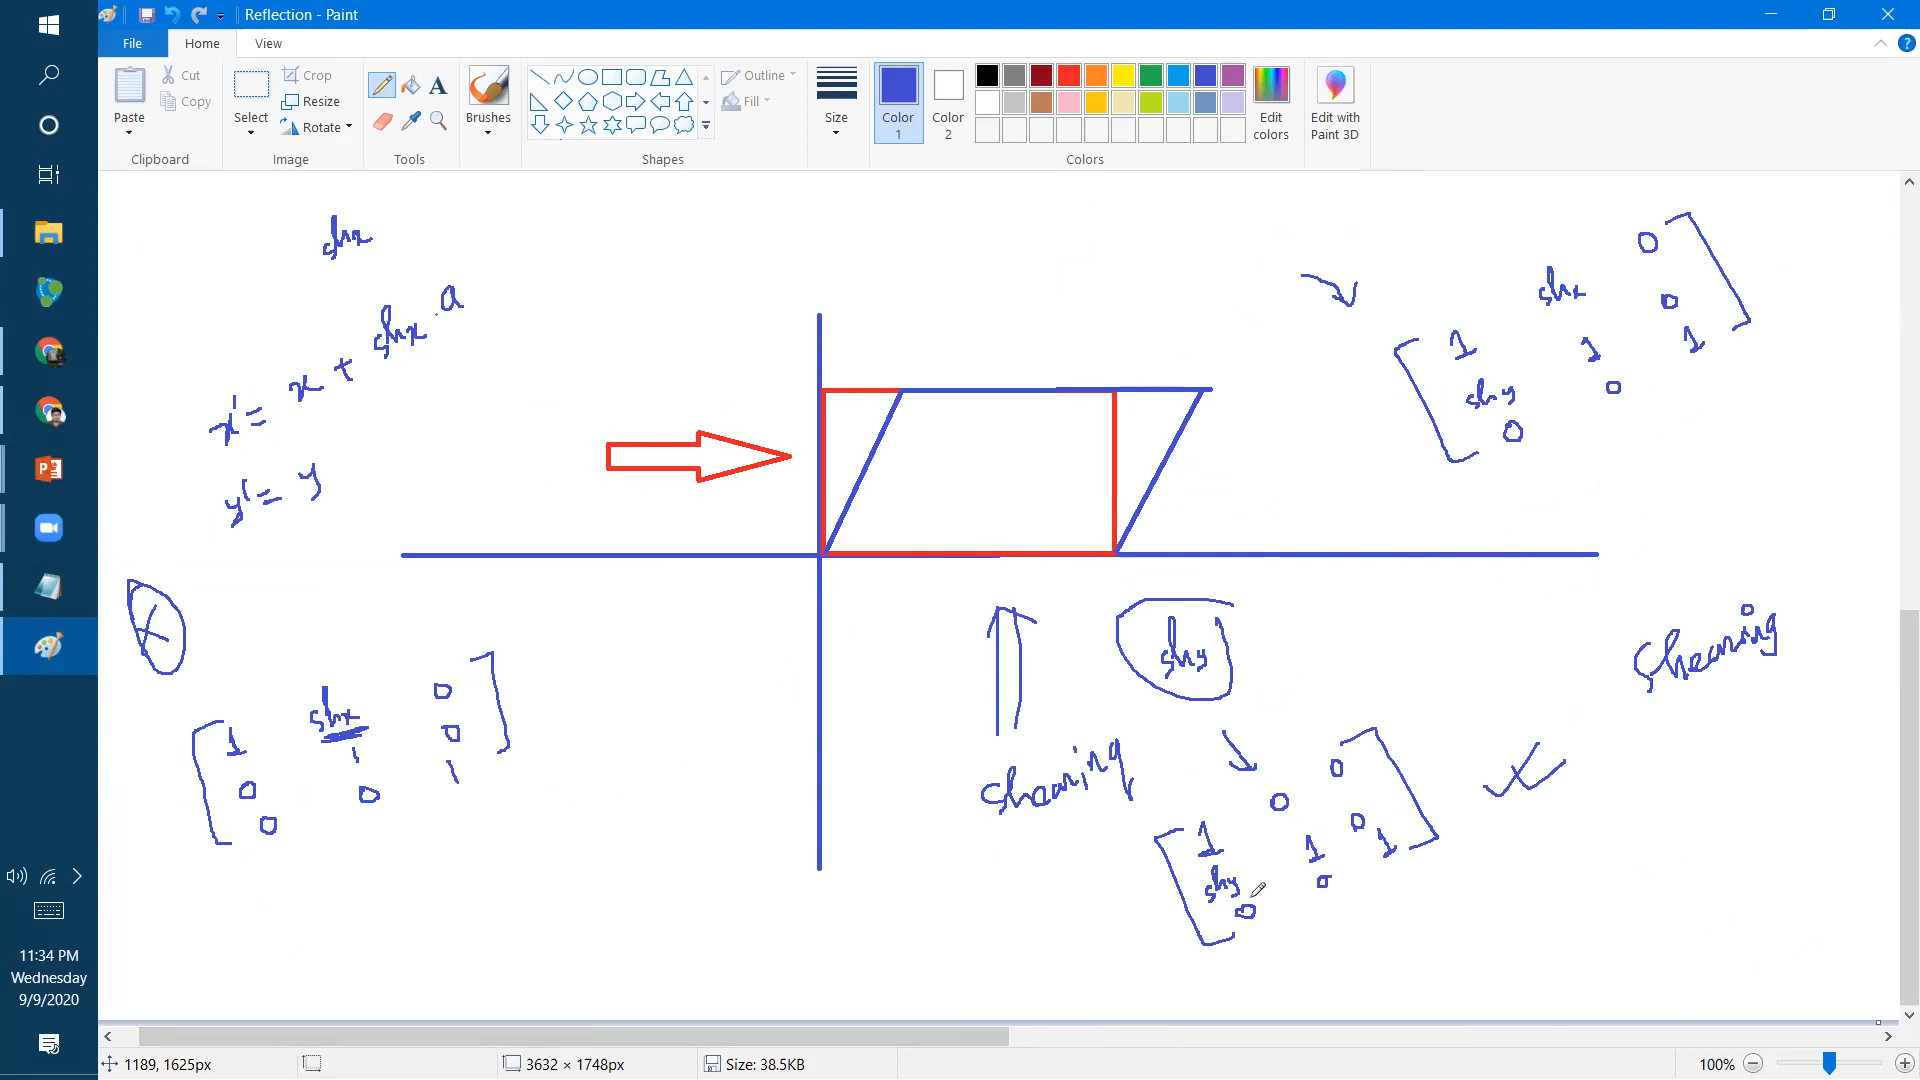 Reflection - Paint
File Home View
Paste
Cut
Copy
Clipboard
Select
Crop
Resize
Rotate
Image
Tools
Brushes
Shapes
Outline
Fill
Size
Color 1
Color 2
Colors
Edit colors
Edit with Paint 3D
shx
x' = x + shx . a
y' = y
1 shx 0
shy 1 0
0 0 1
x
1 shx 0
0 1 0
0 0 1
shy
Shearing
Shearing
1 0 0
shy 1 0
0 0 1
11:34 PM
Wednesday
9/9/2020
1189, 1625px
3632 × 1748px
Size: 38.5KB
100%